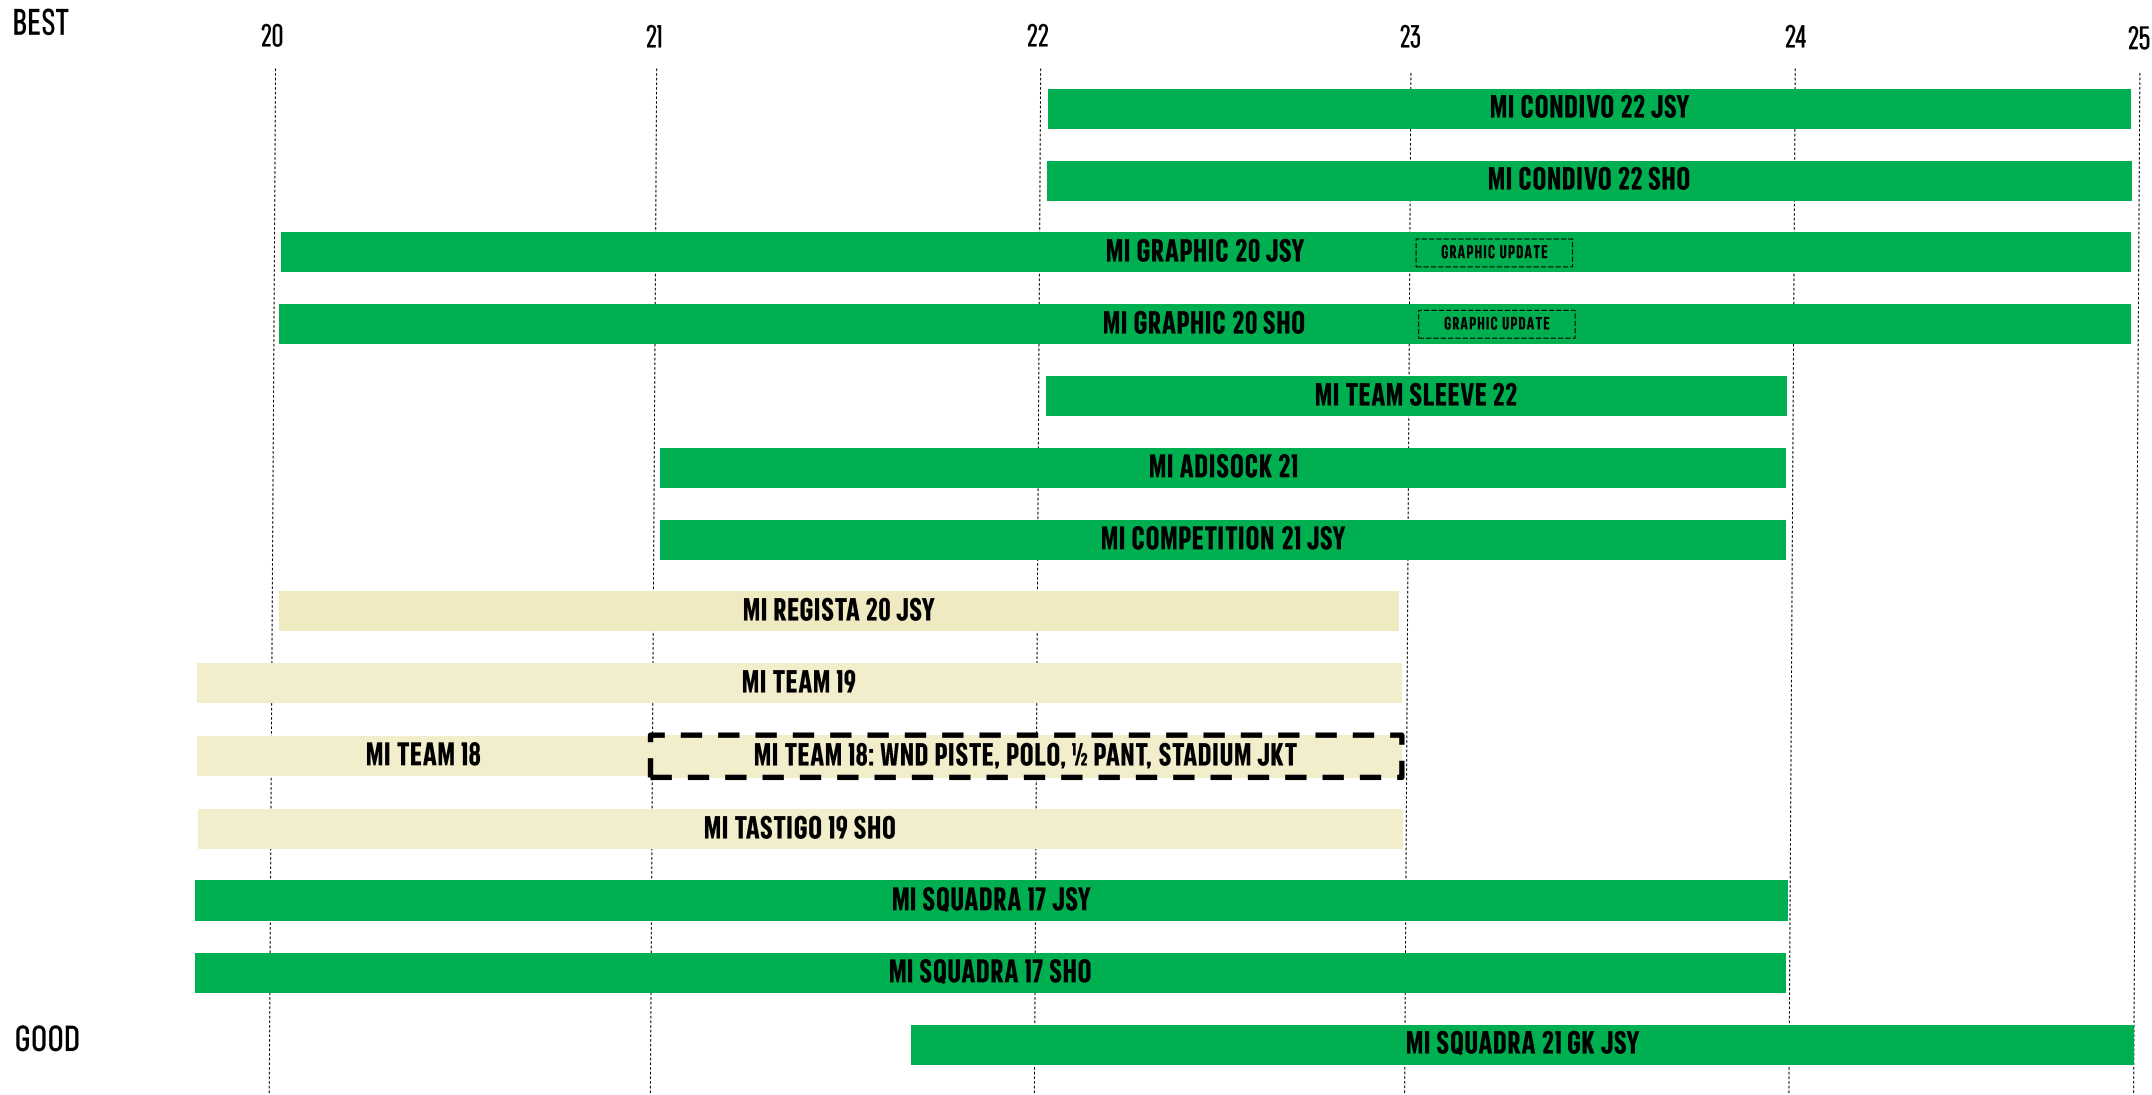 BEST
20 21 22 23 24 25
MI CONDIVO 22 JSY
MI CONDIVO 22 SHO
MI GRAPHIC 20 JSY GRAPHIC UPDATE
MI GRAPHIC 20 SHO GRAPHIC UPDATE
MI TEAM SLEEVE 22
MI ADISOCK 21
MI COMPETITION 21 JSY
MI REGISTA 20 JSY
MI TEAM 19
MI TEAM 18 MI TEAM 18: WND PISTE, POLO, ½ PANT, STADIUM JKT
MI TASTIGO 19 SHO
MI SQUADRA 17 JSY
MI SQUADRA 17 SHO
GOOD MI SQUADRA 21 GK JSY